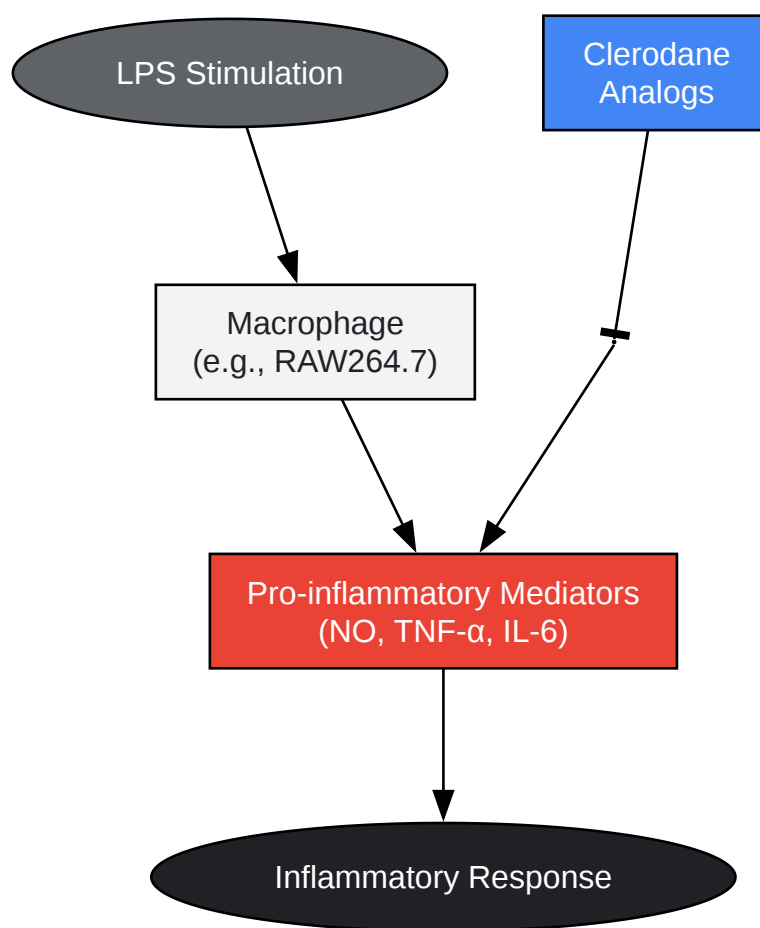 LPS Stimulation
Clerodane
Analogs
Macrophage
(e.g., RAW264.7)
Pro-inflammatory Mediators
(NO, TNF-α, IL-6)
Inflammatory Response